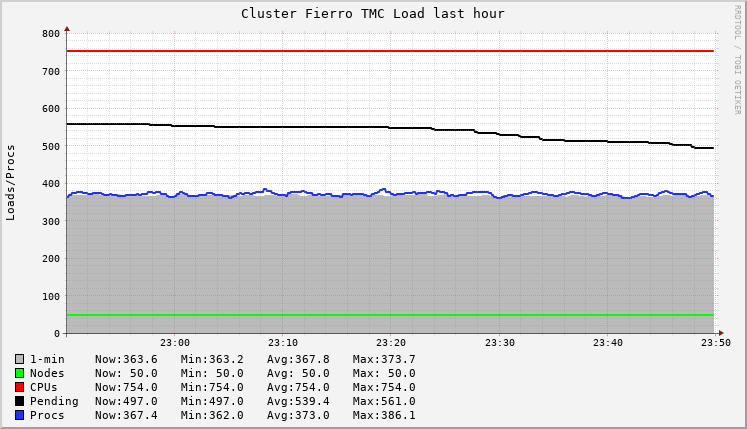 Cluster Fierro TMC Load last hour
RRDTOOL / TOBI OETIKER
Loads/Procs
800
700
600
500
400
300
200
100
0
23:00 23:10 23:20 23:30 23:40 23:50
1-min Now:363.6 Min:363.2 Avg:367.8 Max:373.7
Nodes Now: 50.0 Min: 50.0 Avg: 50.0 Max: 50.0
CPUs Now:754.0 Min:754.0 Avg:754.0 Max:754.0
Pending Now:497.0 Min:497.0 Avg:539.4 Max:561.0
Procs Now:367.4 Min:362.0 Avg:373.0 Max:386.1